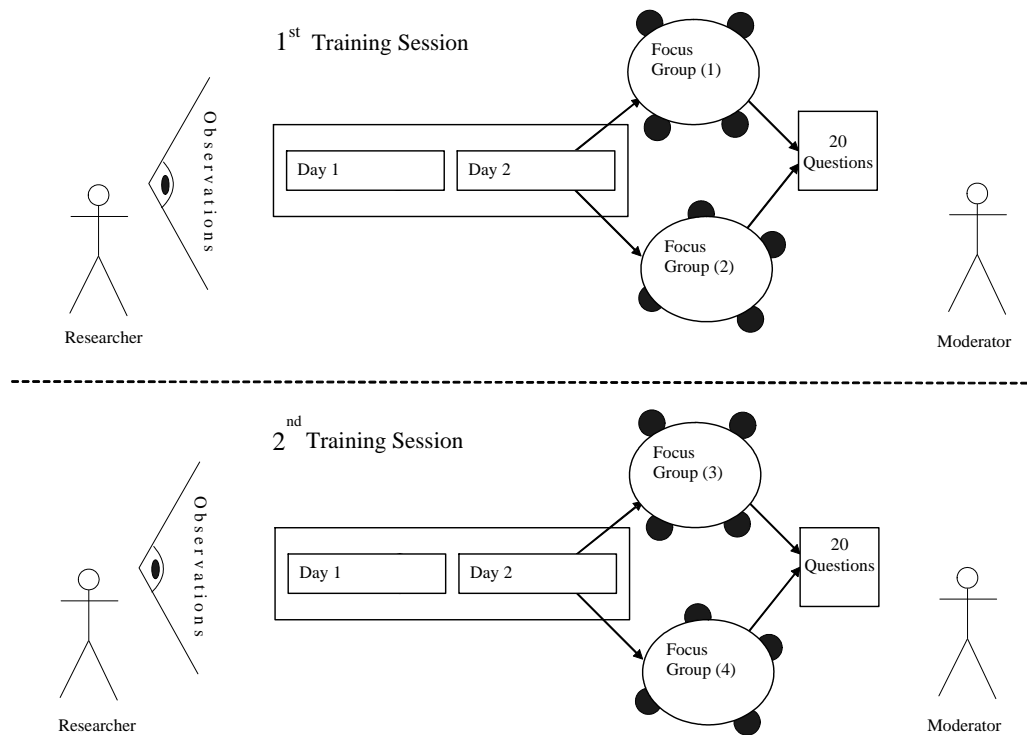 1st Training Session
Focus
Group (1)
Observations
20
Questions
Day 1
Day 2
Focus
Group (2)
Researcher
Moderator
2nd Training Session
Focus
Group (3)
Observations
20
Questions
Day 1
Day 2
Focus
Group (4)
Researcher
Moderator